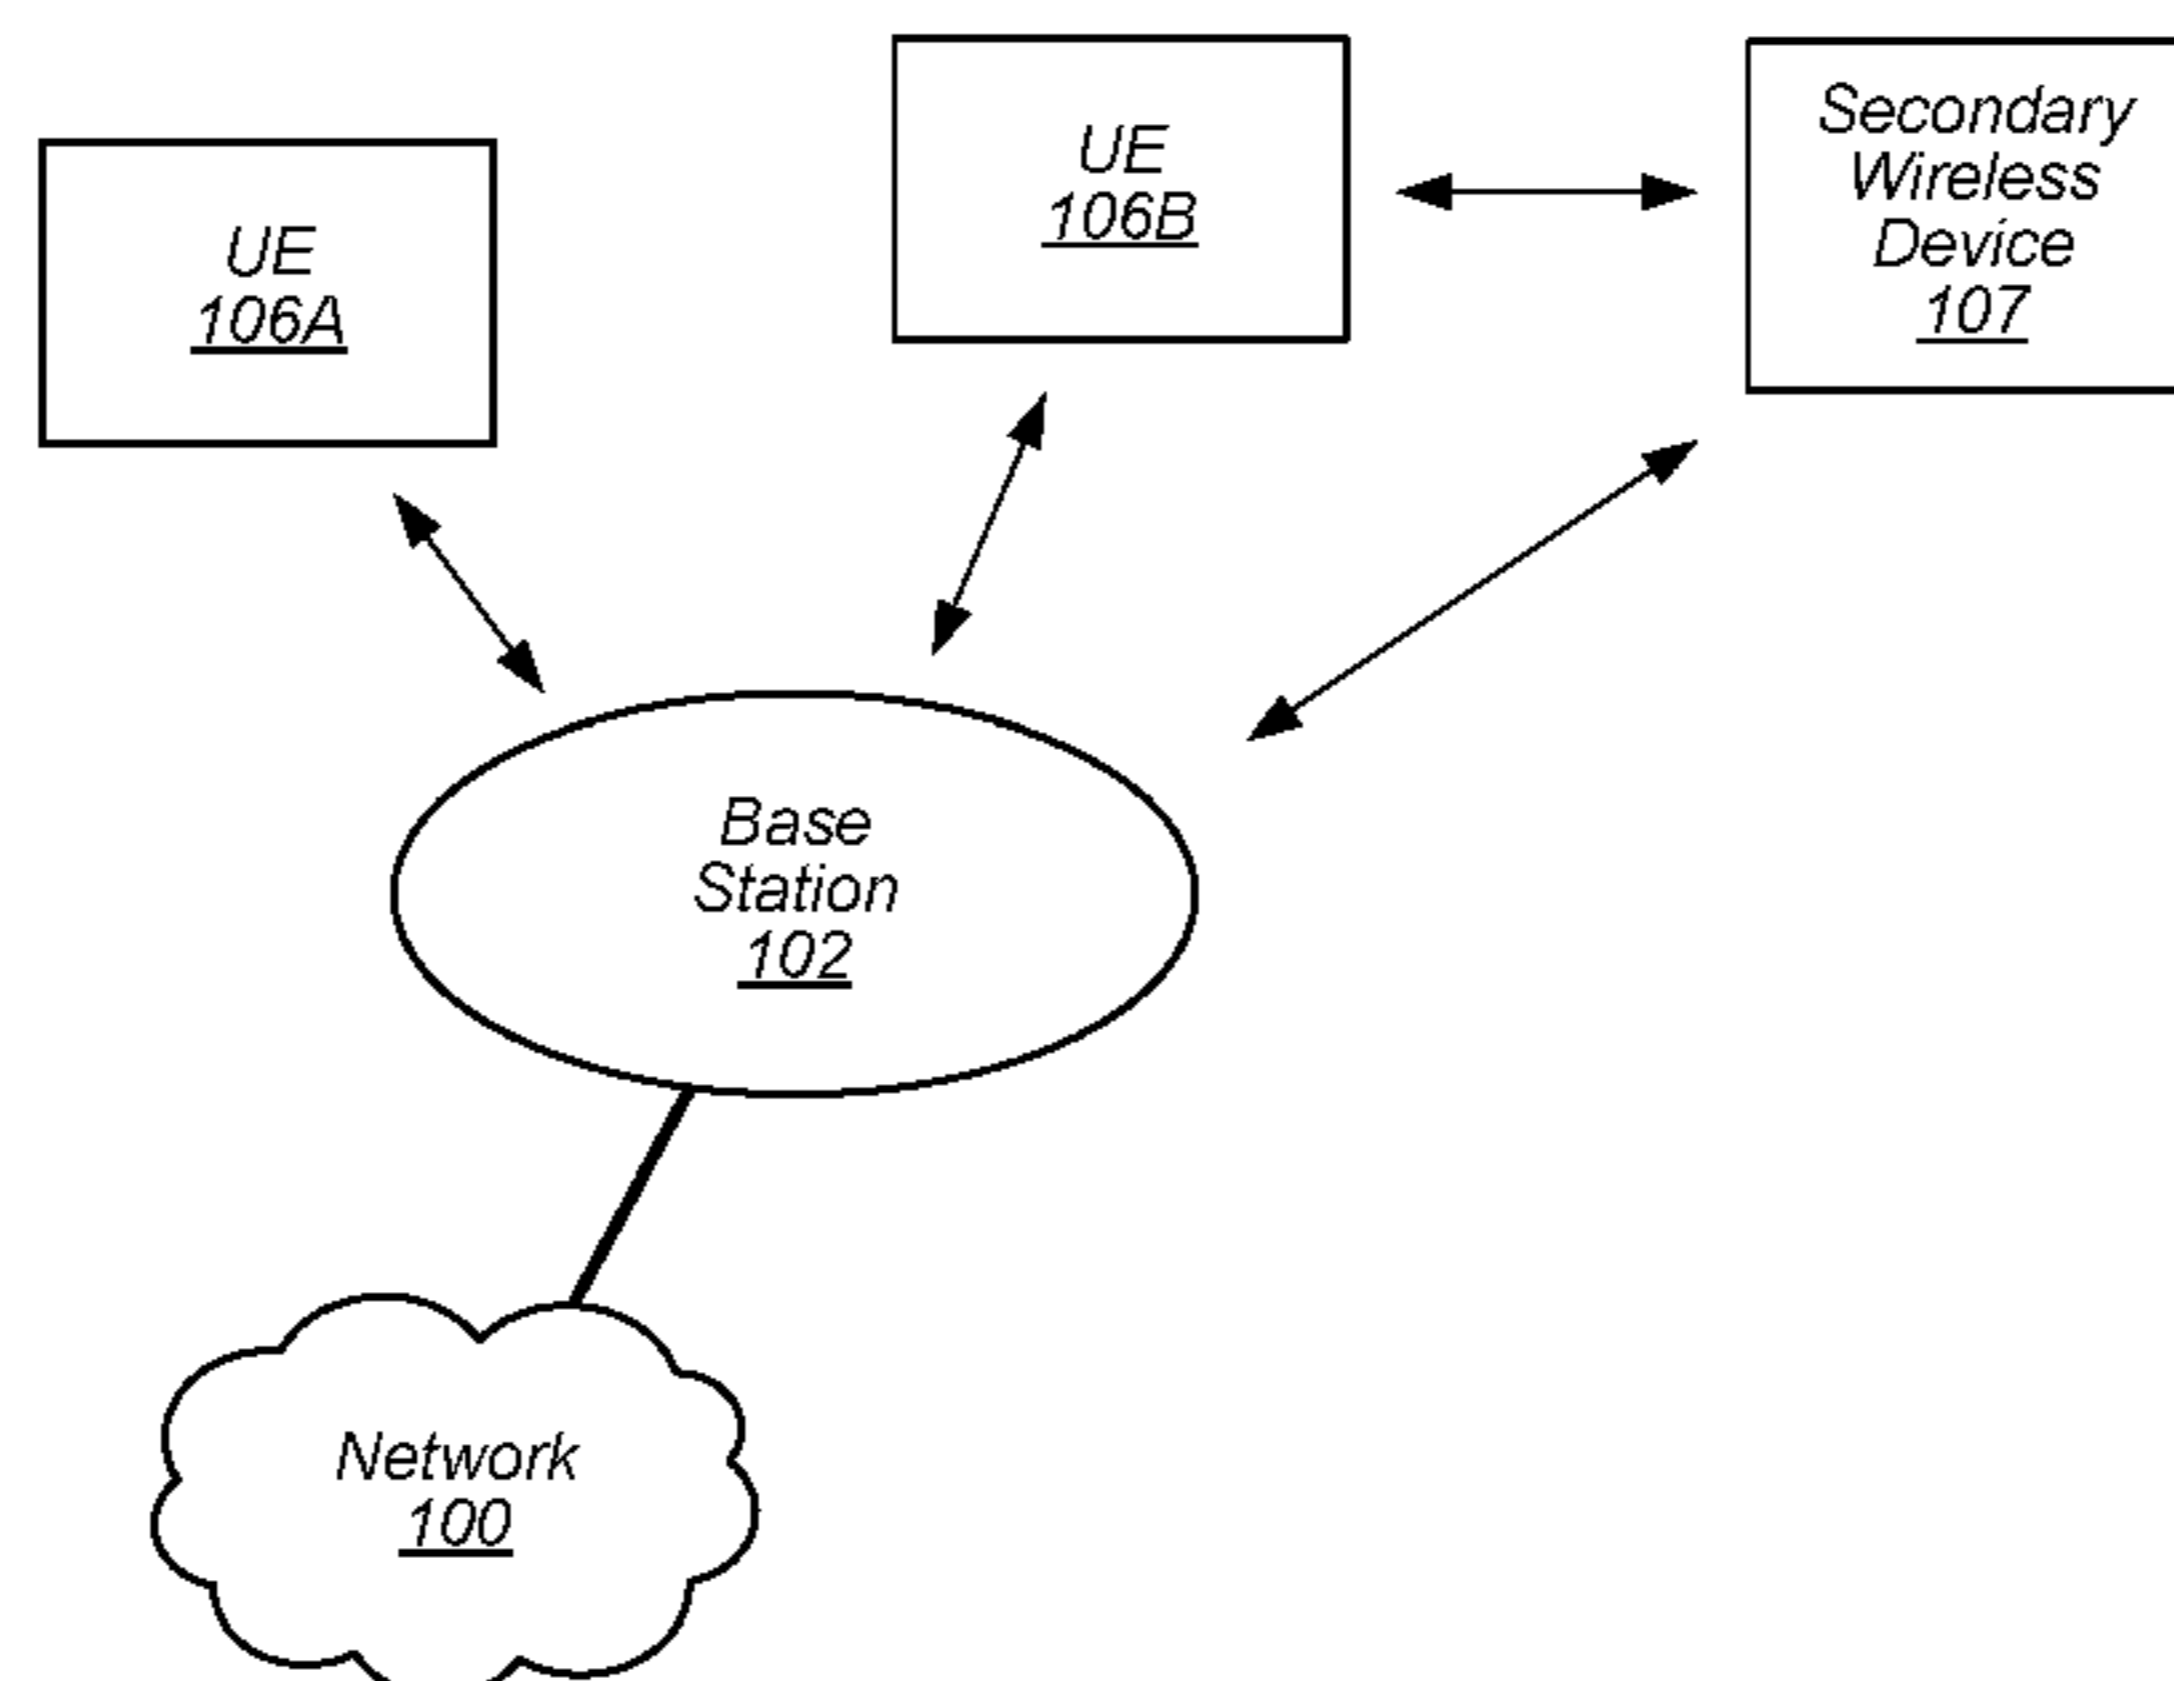 UE
106A
UE
106B
Secondary
Wireless
Device
107
Base
Station
102
Network
100